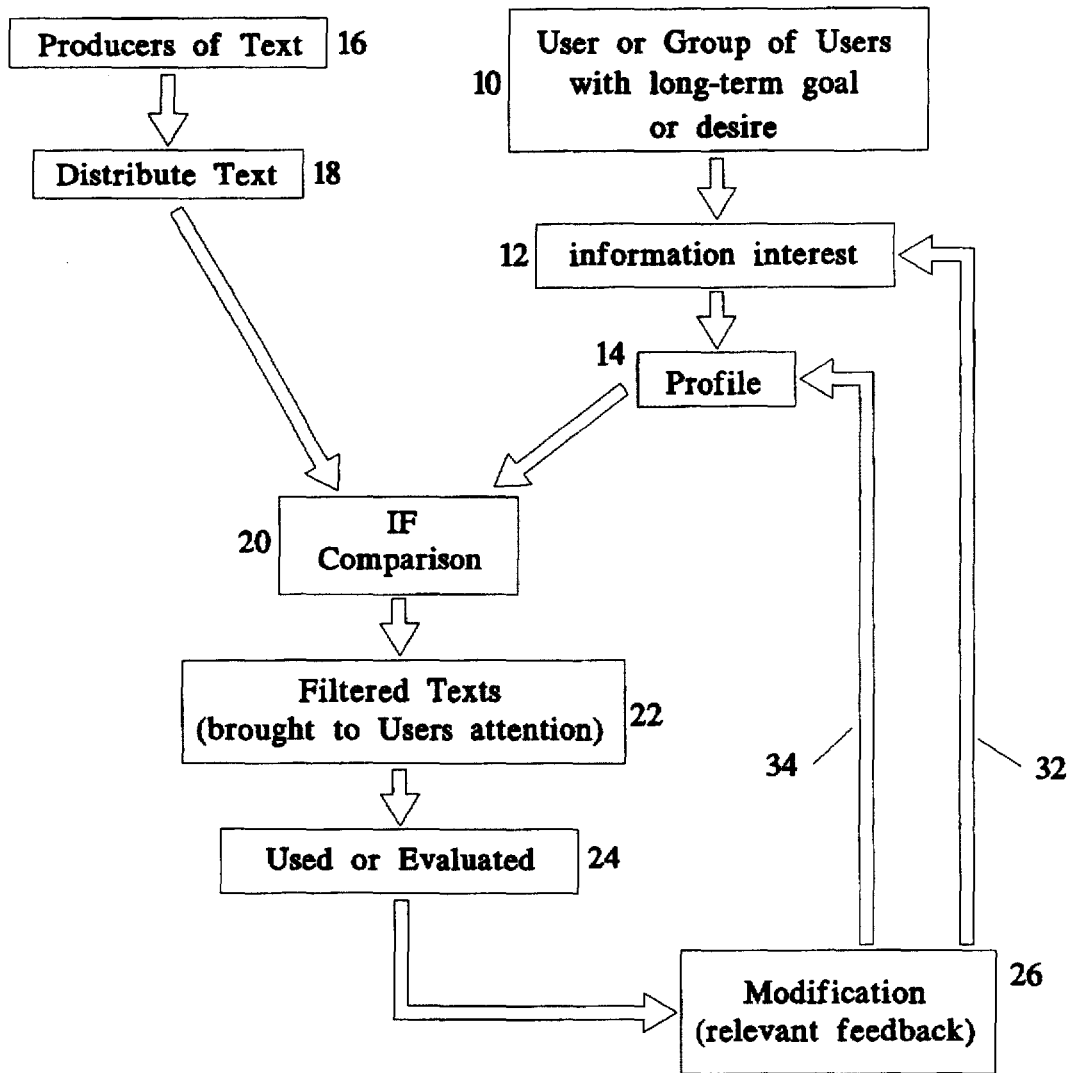 Producers of Text
16
User or Group of Users
with long-term goal
or desire
10
Distribute Text
18
12
information interest
14
Profile
20
IF
Comparison
Filtered Texts
(brought to Users attention)
22
34
32
Used or Evaluated
24
Modification
(relevant feedback)
26